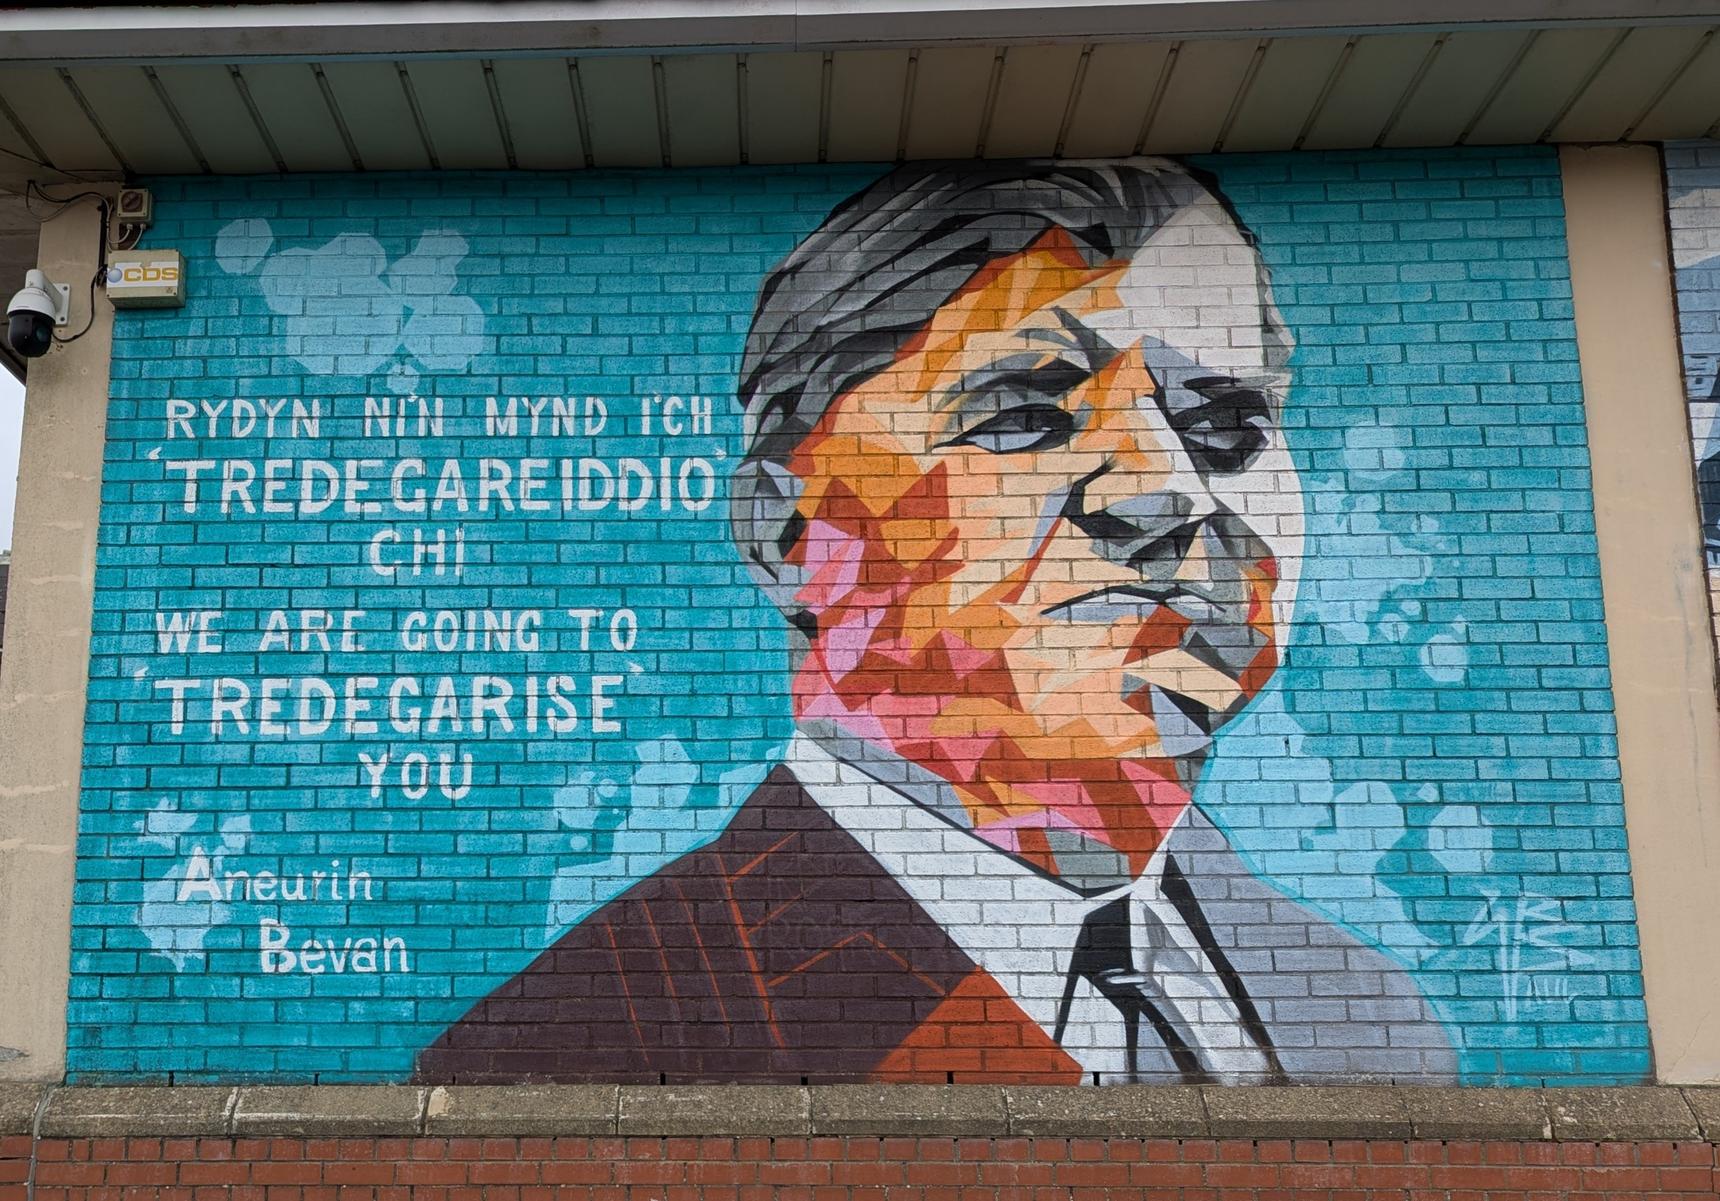 CDS
RYDYN NI'N MYND I'CH
'TREDEGAREIDDIO'
CHI
WE ARE GOING TO
'TREDEGARISE'
YOU
Aneurin
Bevan